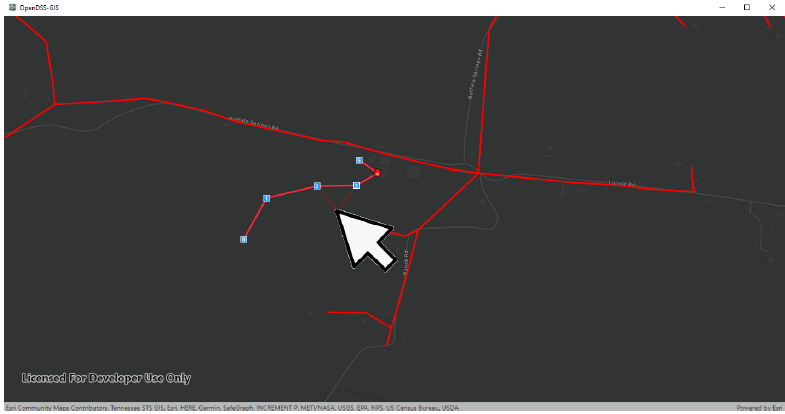 OpenDSS-GIS
Buffalo Springs Rd
Buffalo Springs Rd
Locust Rd
5
4
2
3
1
0
Licensed For Developer Use Only
Esri Community Maps Contributors, Tennessee STS GIS, Esri, HERE, Garmin, SafeGraph, INCREMENT P, METI/NASA, USGS, EPA, NPS, US Census Bureau, USDA
Powered by Esri